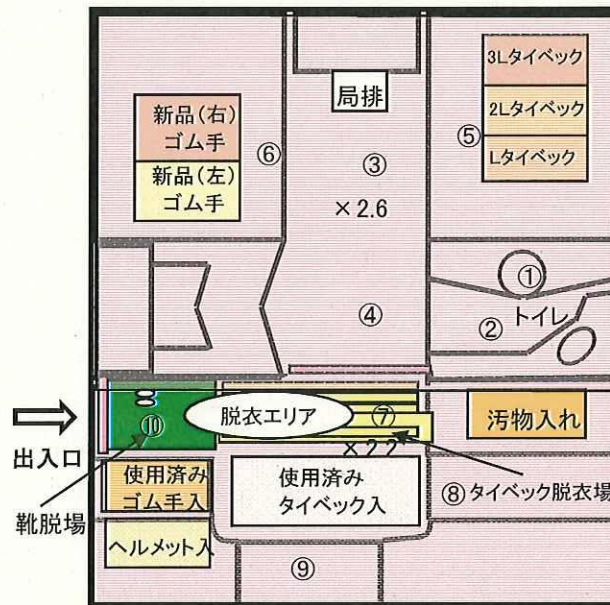 3Lタイベック
2Lタイベック
Lタイベック
⑤
局排
新品(右)
ゴム手
新品(左)
ゴム手
⑥
③
×2.6
①
④
②
トイレ
出入口
⑩
脱衣エリア
⑦
×2.2
汚物入れ
靴脱場
使用済み
ゴム手入
使用済み
タイベック入
⑧タイベック脱衣場
ヘルメット入
⑨